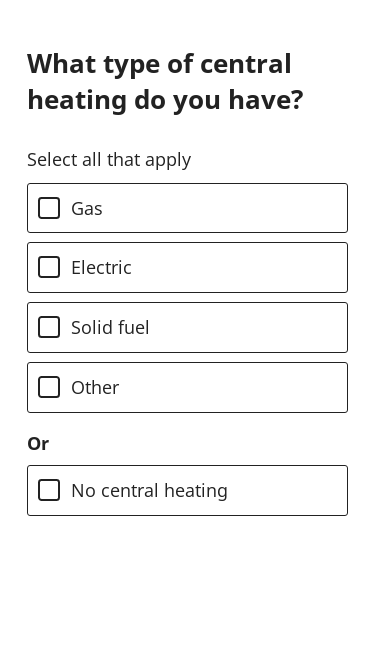 What type of central
heating do you have?
Select all that apply
Gas
Electric
Solid fuel
Other
Or
No central heating